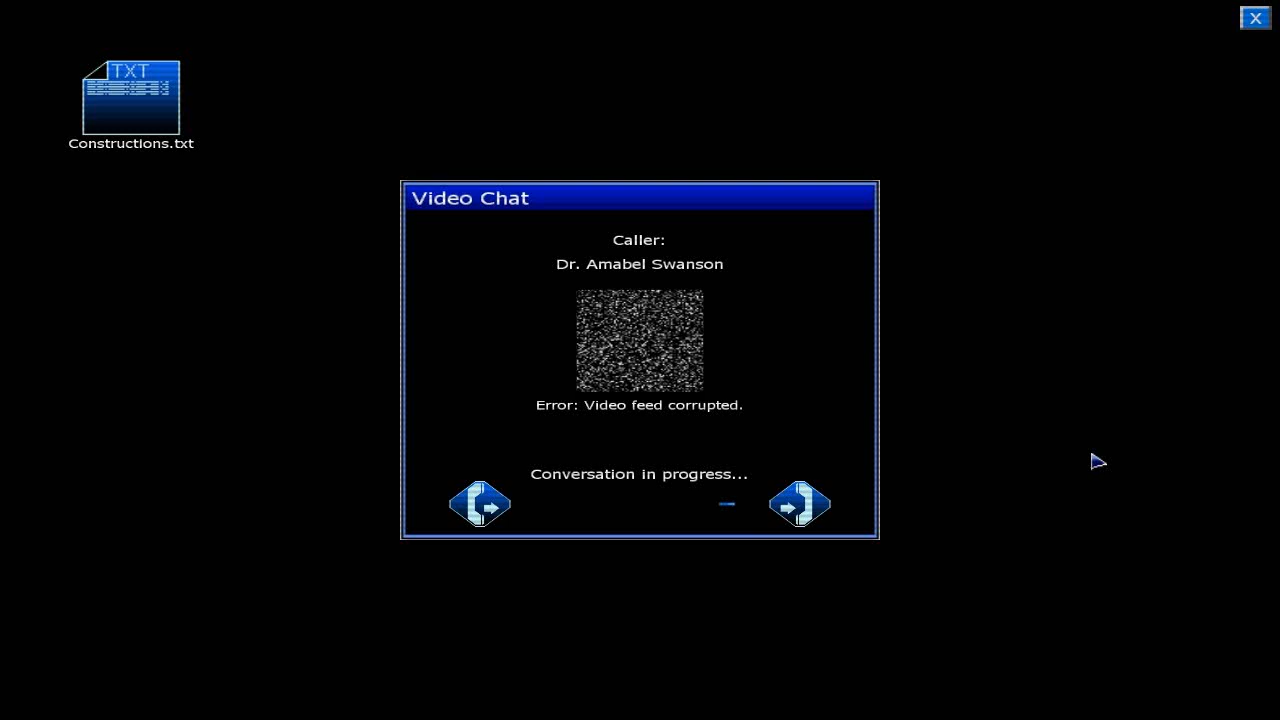 X
TXT
Constructions.txt
Video Chat
Caller:
Dr. Amabel Swanson
Error: Video feed corrupted.
Conversation in progress...